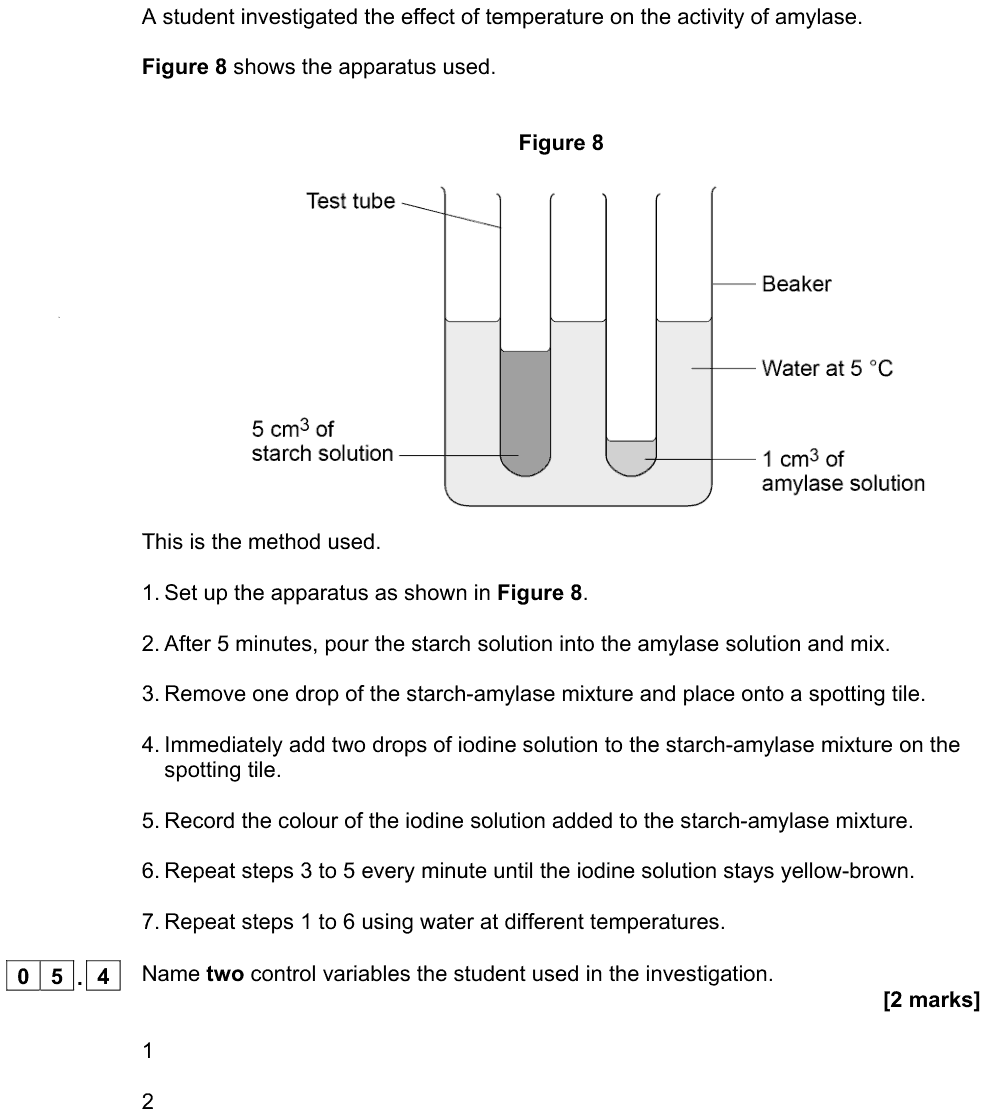 A student investigated the effect of temperature on the activity of amylase.
Figure 8 shows the apparatus used.
Figure 8
Test tube
Beaker
Water at 5 °C
5 cm³ of
starch solution
1 cm³ of
amylase solution
This is the method used.
1. Set up the apparatus as shown in Figure 8.
2. After 5 minutes, pour the starch solution into the amylase solution and mix.
3. Remove one drop of the starch-amylase mixture and place onto a spotting tile.
4. Immediately add two drops of iodine solution to the starch-amylase mixture on the
spotting tile.
5. Record the colour of the iodine solution added to the starch-amylase mixture.
6. Repeat steps 3 to 5 every minute until the iodine solution stays yellow-brown.
7. Repeat steps 1 to 6 using water at different temperatures.
0 5 . 4 Name two control variables the student used in the investigation.
[2 marks]
1
2